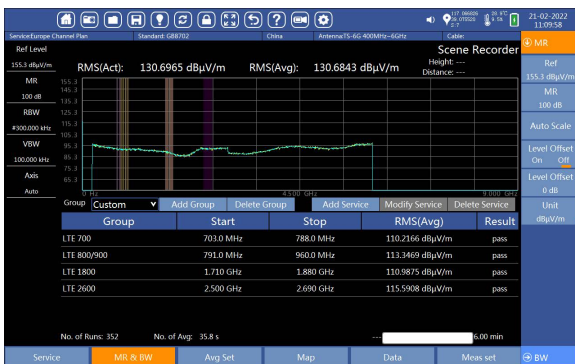 21-02-2022
11:09:58
Service:Europe Channel Plan Standard: GB8702 China Antenna:TS-6G 400MHz~6GHz Cable:
Ref Level
155.3 dBμV/m
MR
100 dB
RBW
#300.000 kHz
VBW
100.000 kHz
Axis
Auto
Scene Recorder
RMS(Act): 130.6965 dBμV/m RMS(Avg): 130.6843 dBμV/m
Height: ---
Distance: ---
155.3
145.3
135.3
125.3
115.3
105.3
95.3
85.3
75.3
65.3
0 Hz 4.500 GHz 9.000 GHz
Group Custom Add Group Delete Group Add Service Modify Service Delete Service
Group Start Stop RMS(Avg) Result
LTE 700 703.0 MHz 788.0 MHz 110.2166 dBμV/m pass
LTE 800/900 791.0 MHz 960.0 MHz 113.3469 dBμV/m pass
LTE 1800 1.710 GHz 1.880 GHz 110.9875 dBμV/m pass
LTE 2600 2.500 GHz 2.690 GHz 115.5908 dBμV/m pass
No. of Runs: 352 No. of Avg: 35.8 s --- 6.00 min
Service MR & BW Avg Set Map Data Meas set
MR
Ref
155.3 dBμV/m
MR
100 dB
Auto Scale
Level Offset
On Off
Level Offset
0 dB
Unit
dBμV/m
BW